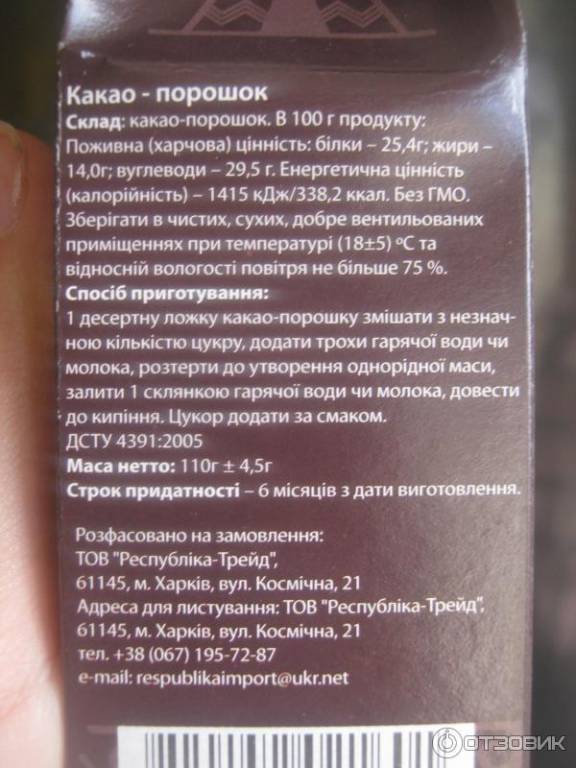 Какао - порошок
Склад: какао-порошок. В 100 г продукту:
Поживна (харчова) цінність: білки – 25,4г; жири –
14,0г; вуглеводи – 29,5 г. Енергетична цінність
(калорійність) – 1415 кДж/338,2 ккал. Без ГМО.
Зберігати в чистих, сухих, добре вентильованих
приміщеннях при температурі (18±5) ºС та
відносній вологості повітря не більше 75 %.
Спосіб приготування:
1 десертну ложку какао-порошку змішати з незнач-
ною кількістю цукру, додати трохи гарячої води чи
молока, розтерти до утворення однорідної маси,
залити 1 склянкою гарячої води чи молока, довести
до кипіння. Цукор додати за смаком.
ДСТУ 4391:2005
Маса нетто: 110г ± 4,5г
Строк придатності – 6 місяців з дати виготовлення.
Розфасовано на замовлення:
ТОВ "Республіка-Трейд",
61145, м. Харків, вул. Космічна, 21
Адреса для листування: ТОВ "Республіка-Трейд",
61145, м. Харків, вул. Космічна, 21
тел. +38 (067) 195-72-87
e-mail: respublikaimport@ukr.net
ОТЗОВИК